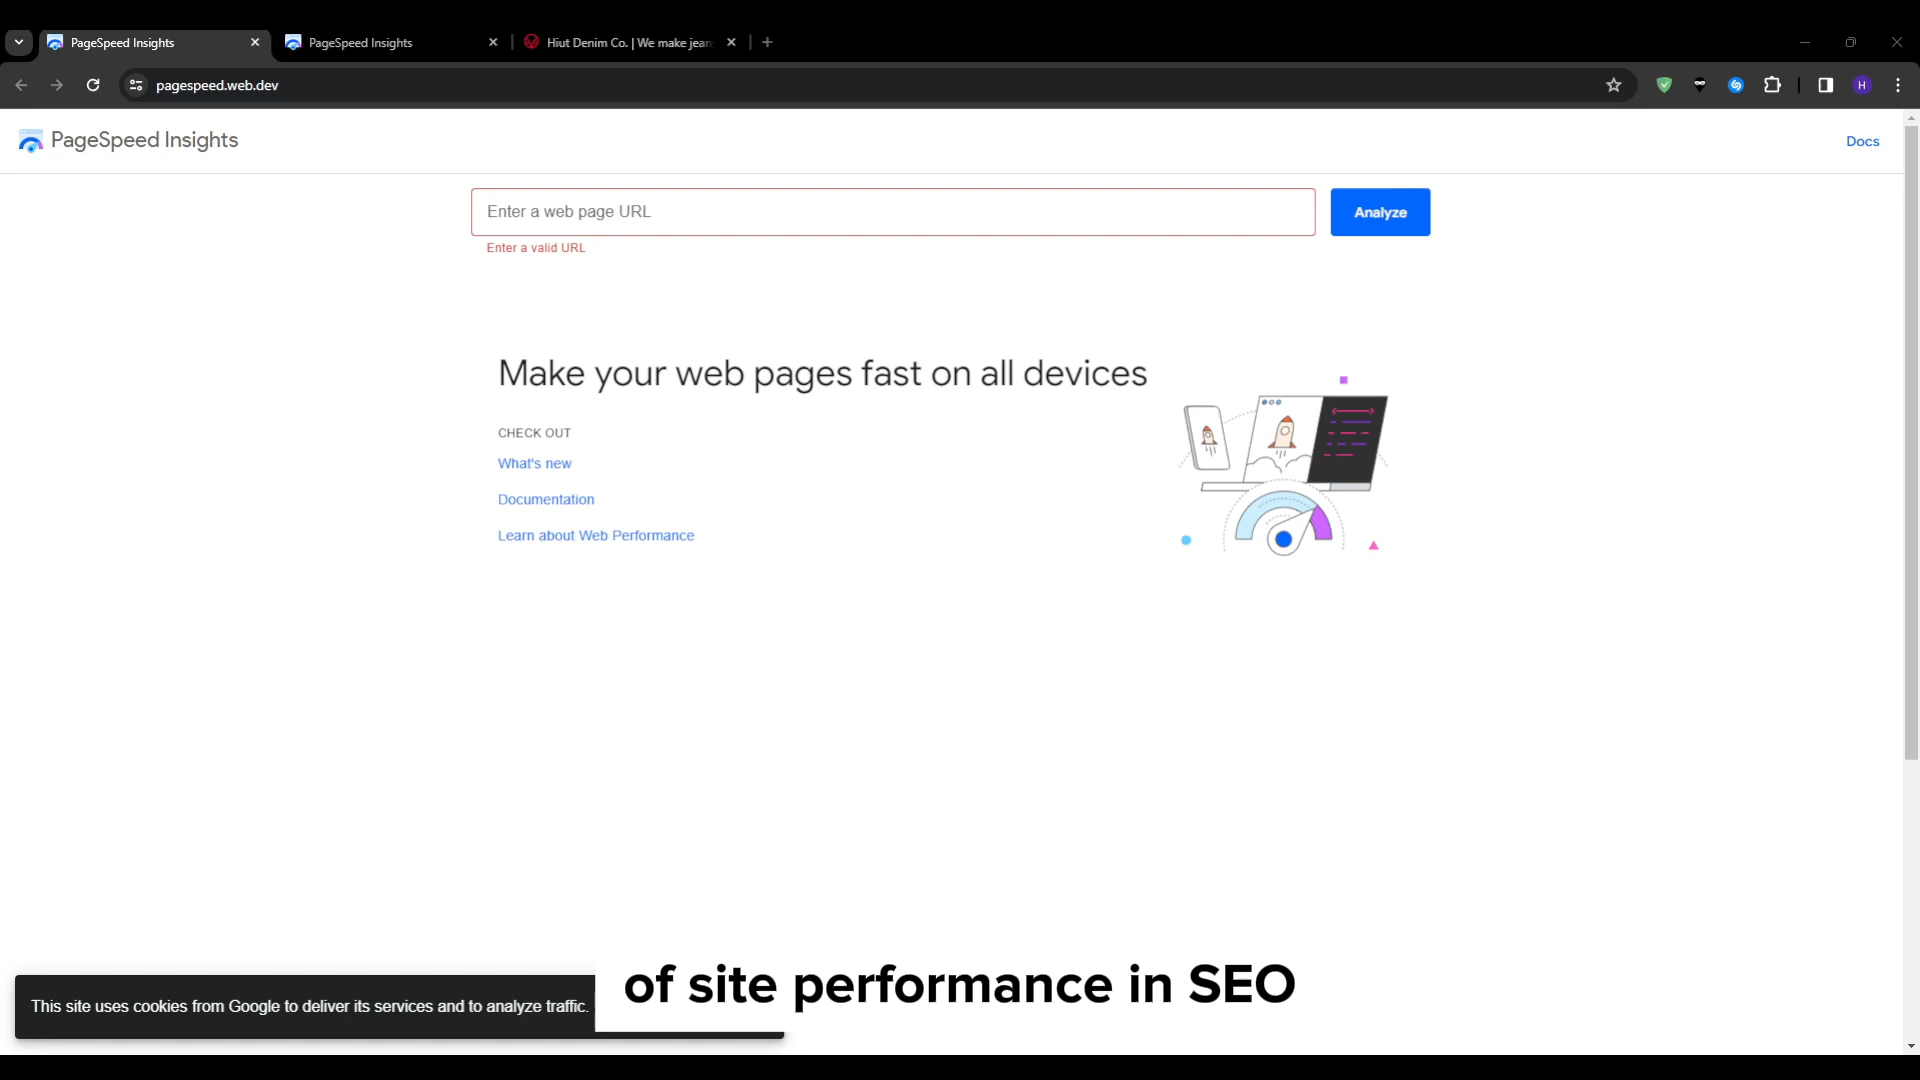 PageSpeed Insights
PageSpeed Insights
Hiut Denim Co. | We make jean
pagespeed.web.dev
H
PageSpeed Insights
Docs
Enter a web page URL
Analyze
Enter a valid URL
Make your web pages fast on all devices
CHECK OUT
What's new
Documentation
Learn about Web Performance
of site performance in SEO
This site uses cookies from Google to deliver its services and to analyze traffic.